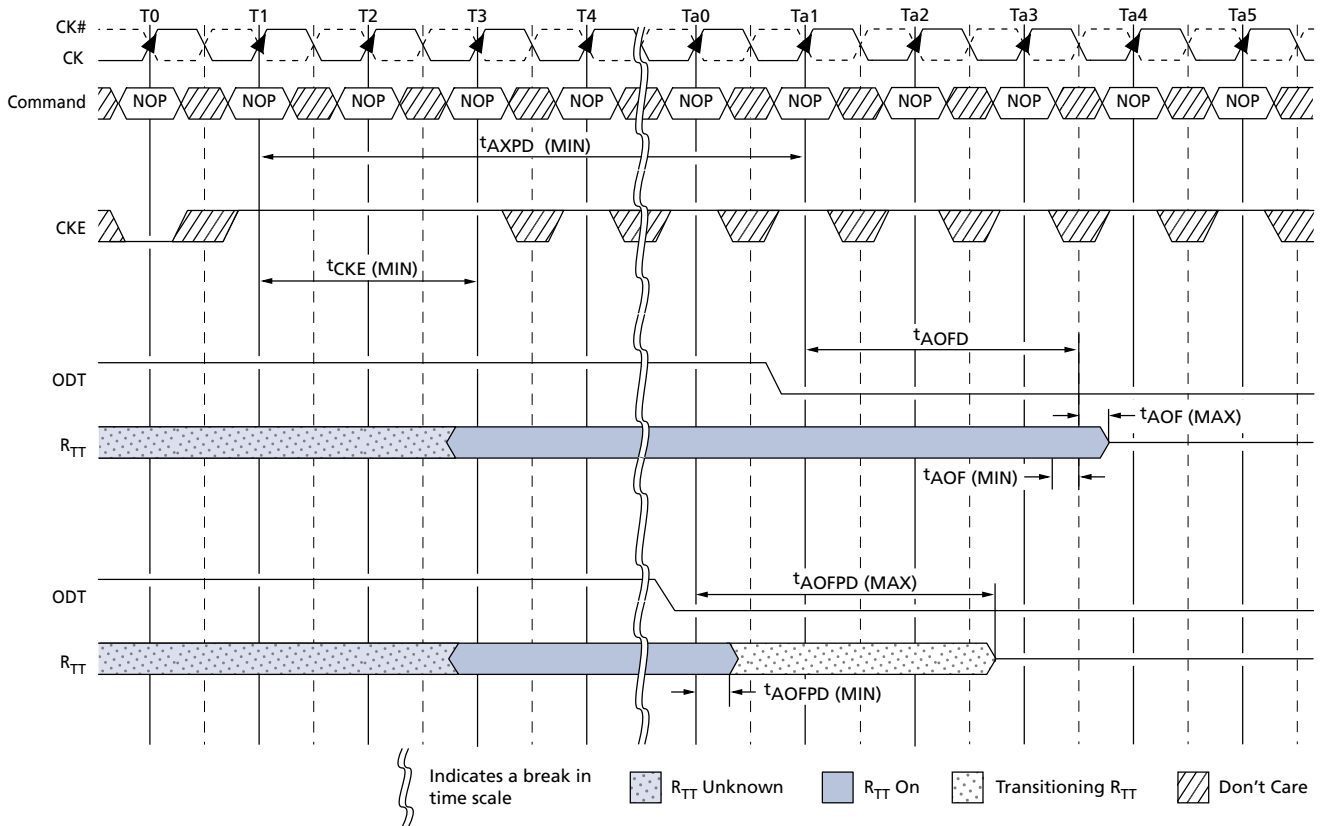 T0 T1 T2 T3 T4 Ta0 Ta1 Ta2 Ta3 Ta4 Ta5
CK#
CK
Command NOP NOP NOP NOP NOP NOP NOP NOP NOP NOP NOP
tAXPD (MIN)
CKE
tCKE (MIN)
tAOFD
ODT
tAOF (MAX)
RTT
tAOF (MIN)
tAOFPD (MAX)
ODT
RTT
tAOFPD (MIN)
Indicates a break in
time scale
RTT Unknown
RTT On
Transitioning RTT
Don't Care